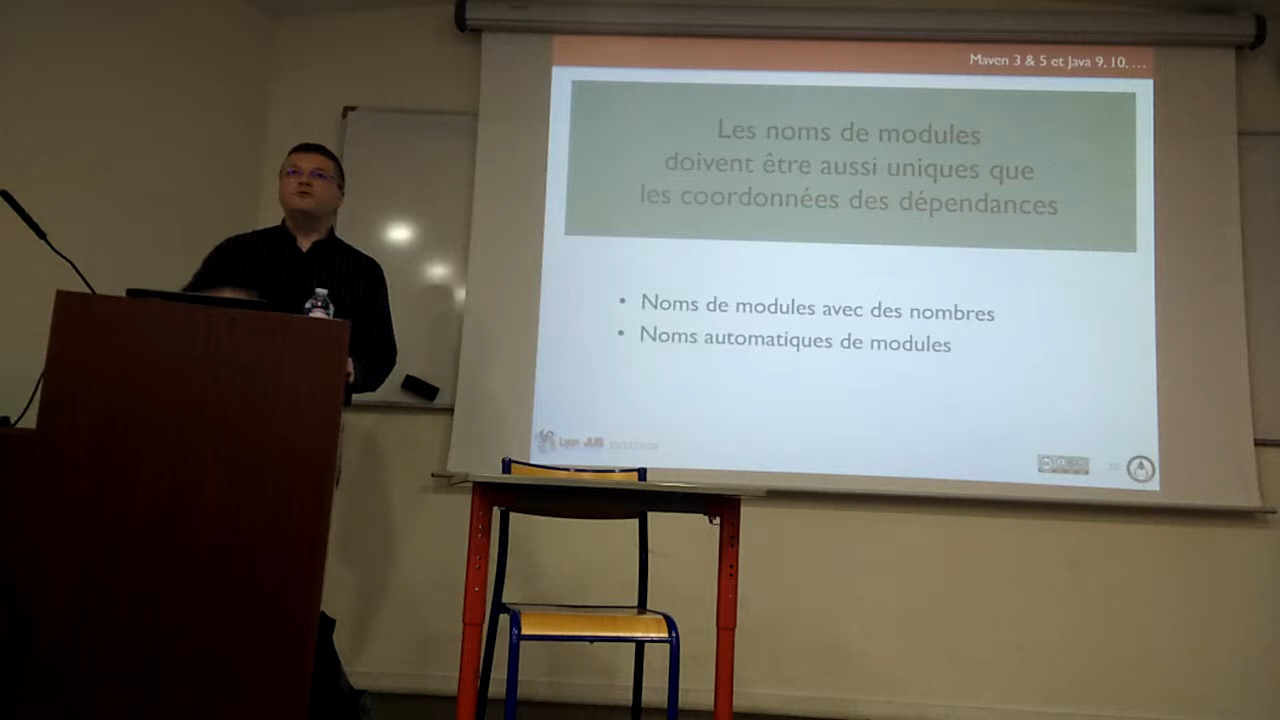 Maven 3 & 5 et Java 9, 10, …
Les noms de modules
doivent être aussi uniques que
les coordonnées des dépendances
• Noms de modules avec des nombres
• Noms automatiques de modules
Lyon JUG